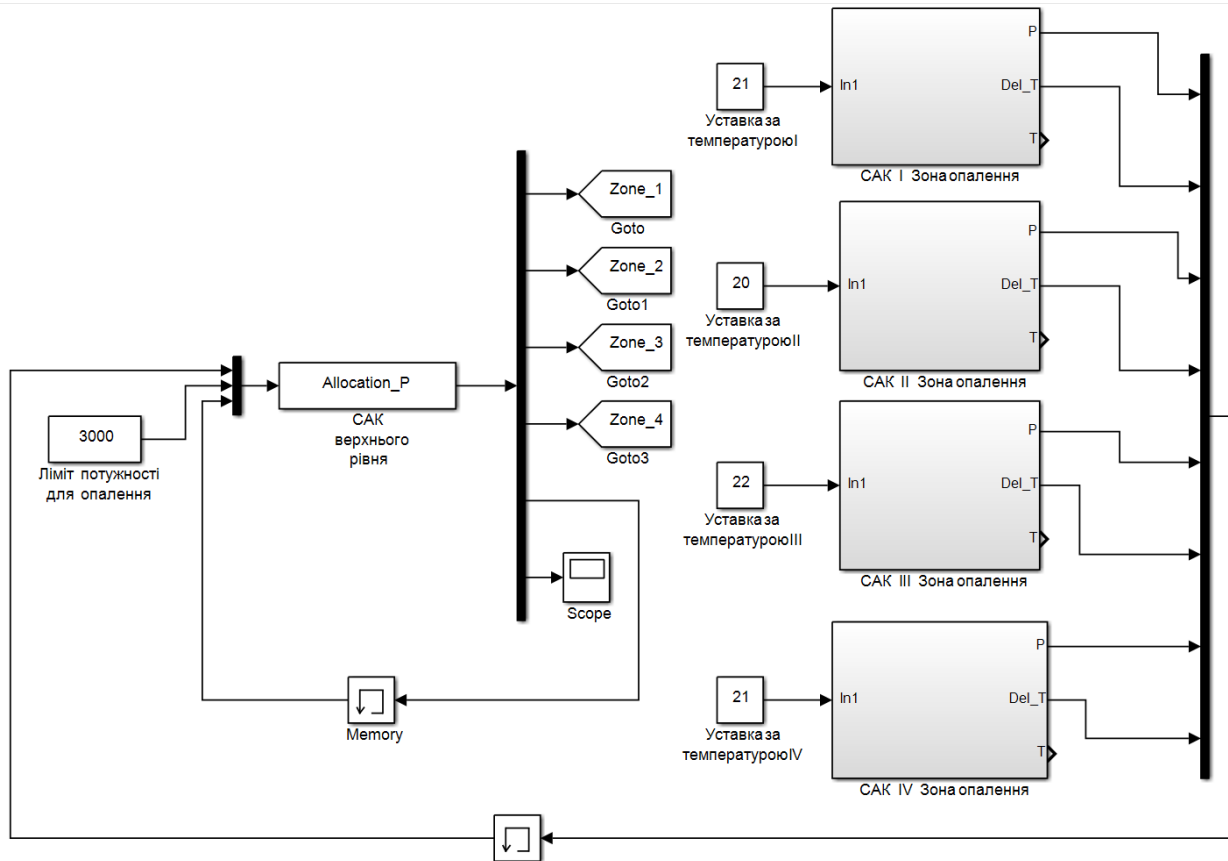 P
21
In1
Del_T
Уставка за
температуроюI
T
САК I Зона опалення
Zone_1
Goto
P
Zone_2
20
In1
Del_T
Goto1
Уставка за
температуроюII
Zone_3
T
Goto2
САК II Зона опалення
Allocation_P
САК
верхнього
рівня
Zone_4
Goto3
3000
Ліміт потужності
для опалення
P
22
In1
Del_T
Уставка за
температуроюIII
T
САК III Зона опалення
Scope
P
21
In1
Del_T
Memory
Уставка за
температуроюIV
T
САК IV Зона опалення